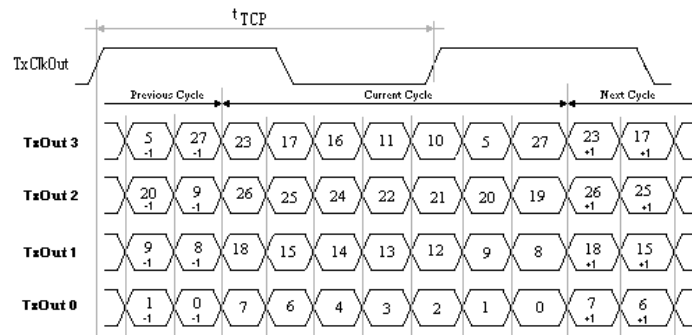 t TCP
TxClkOut
Previous Cycle Current Cycle Next Cycle
TxOut 3 5 -1 27 -1 23 17 16 11 10 5 27 23 +1 17 +1
TxOut 2 20 -1 9 -1 26 25 24 22 21 20 19 26 +1 25 +1
TxOut 1 9 -1 8 -1 18 15 14 13 12 9 8 18 +1 15 +1
TxOut 0 1 -1 0 -1 7 6 4 3 2 1 0 7 +1 6 +1